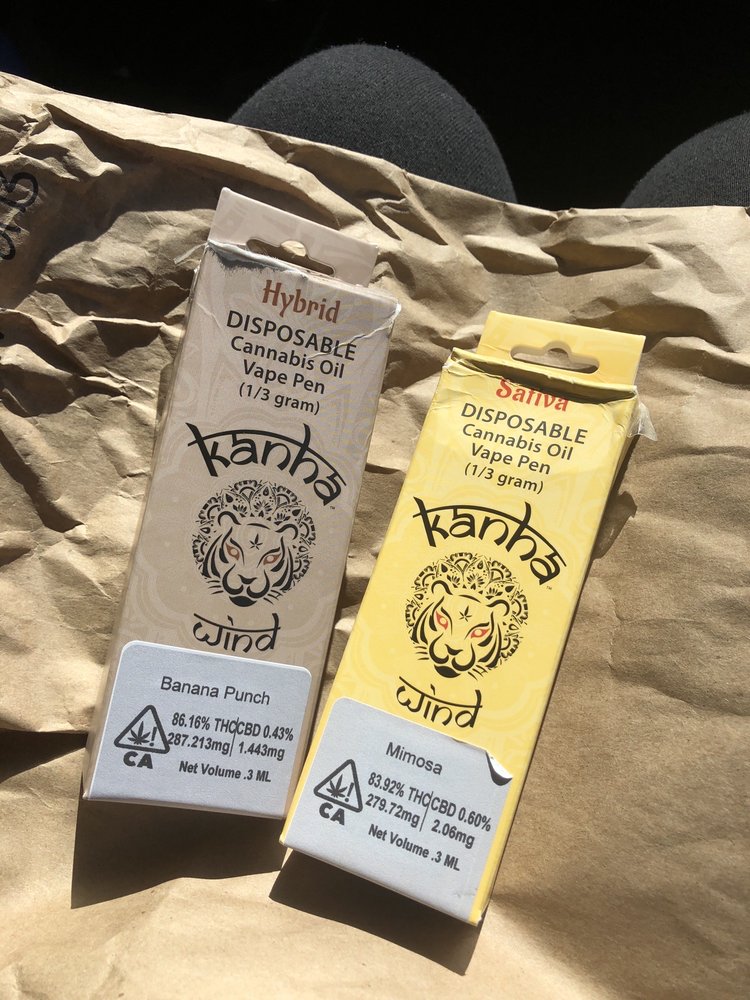 Hybrid
DISPOSABLE
Cannabis Oil
Vape Pen
(1/3 gram)
kanha
TM
wind
Banana Punch
86.16% THC CBD 0.43%
287.213mg 1.443mg
CA
Net Volume .3 ML
Sativa
DISPOSABLE
Cannabis Oil
Vape Pen
(1/3 gram)
kanha
TM
wind
Mimosa
83.92% THC CBD 0.60%
279.72mg 2.06mg
CA
Net Volume .3 ML